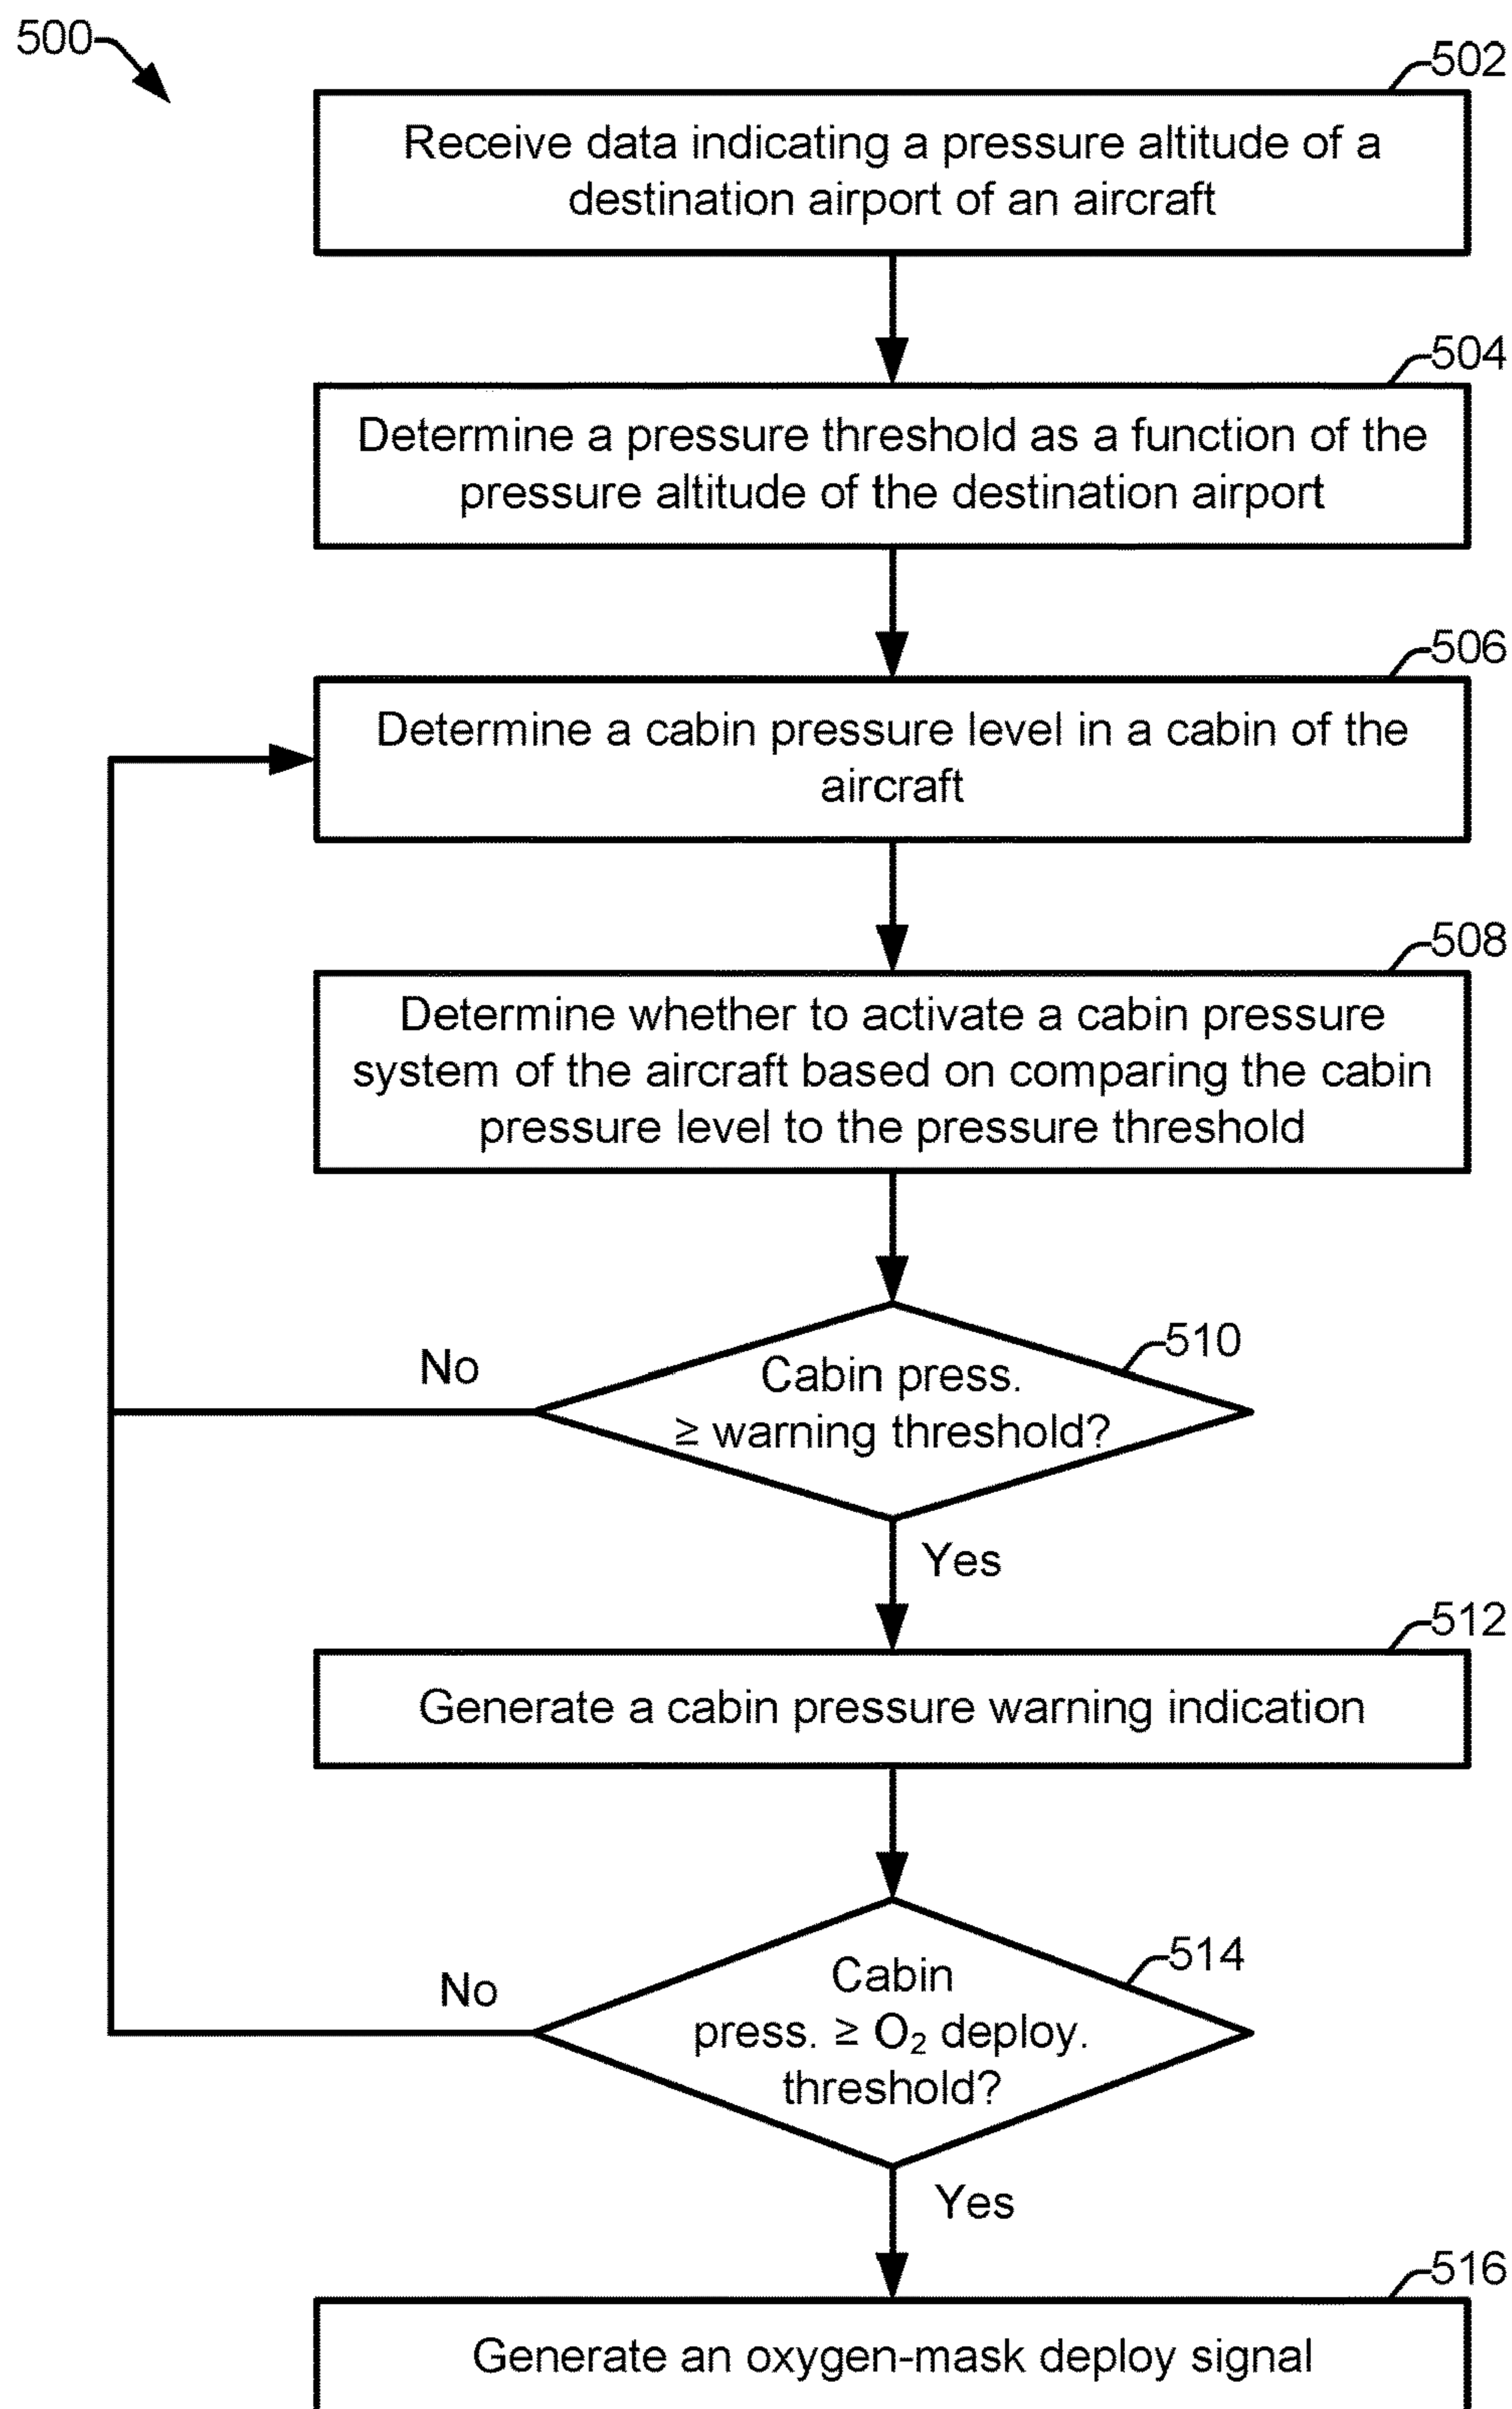 500
502
Receive data indicating a pressure altitude of a
destination airport of an aircraft
504
Determine a pressure threshold as a function of the
pressure altitude of the destination airport
506
Determine a cabin pressure level in a cabin of the
aircraft
508
Determine whether to activate a cabin pressure
system of the aircraft based on comparing the cabin
pressure level to the pressure threshold
510
No
Cabin press.
≥ warning threshold?
Yes
512
Generate a cabin pressure warning indication
514
No
Cabin
press. ≥ O₂ deploy.
threshold?
Yes
516
Generate an oxygen-mask deploy signal